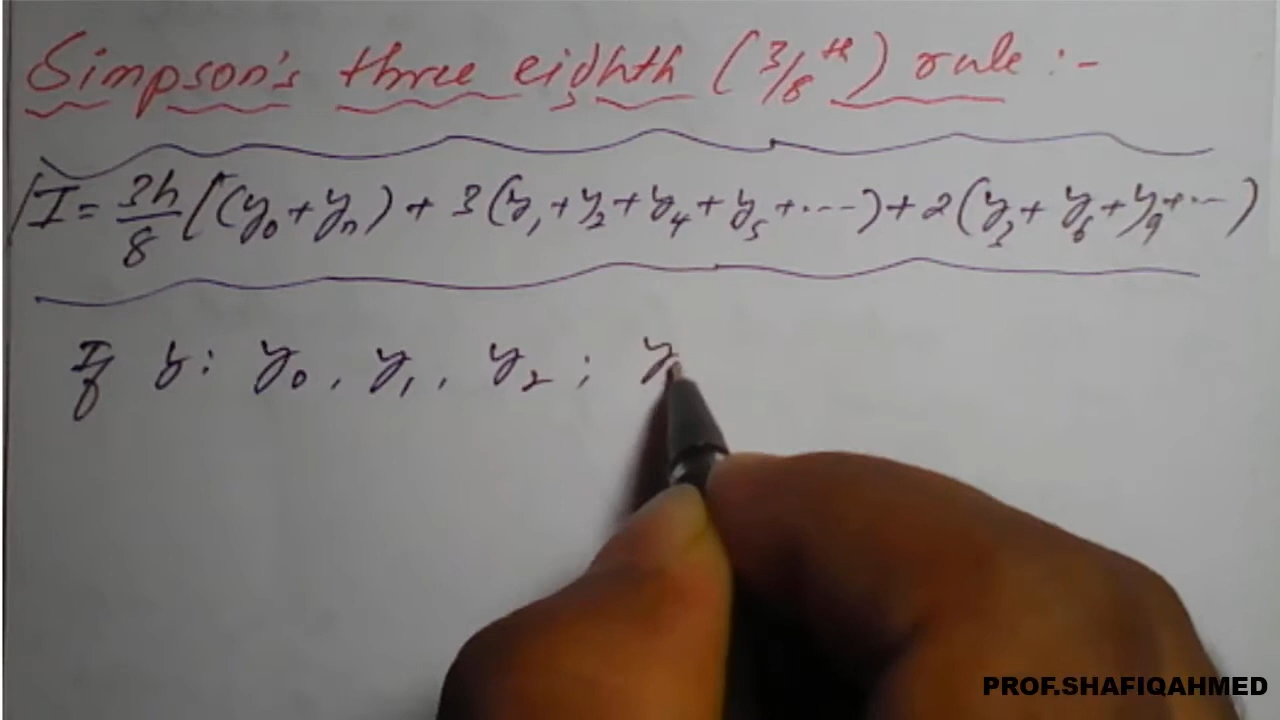 Simpson's three eighth (3/8th) rule :-
I = 3h/8 [(y0 + yn) + 3(y1 + y2 + y4 + y5 + ...) + 2(y3 + y6 + y9 + ...)
If y: y0, y1, y2; y
PROF.SHAFIQAHMED